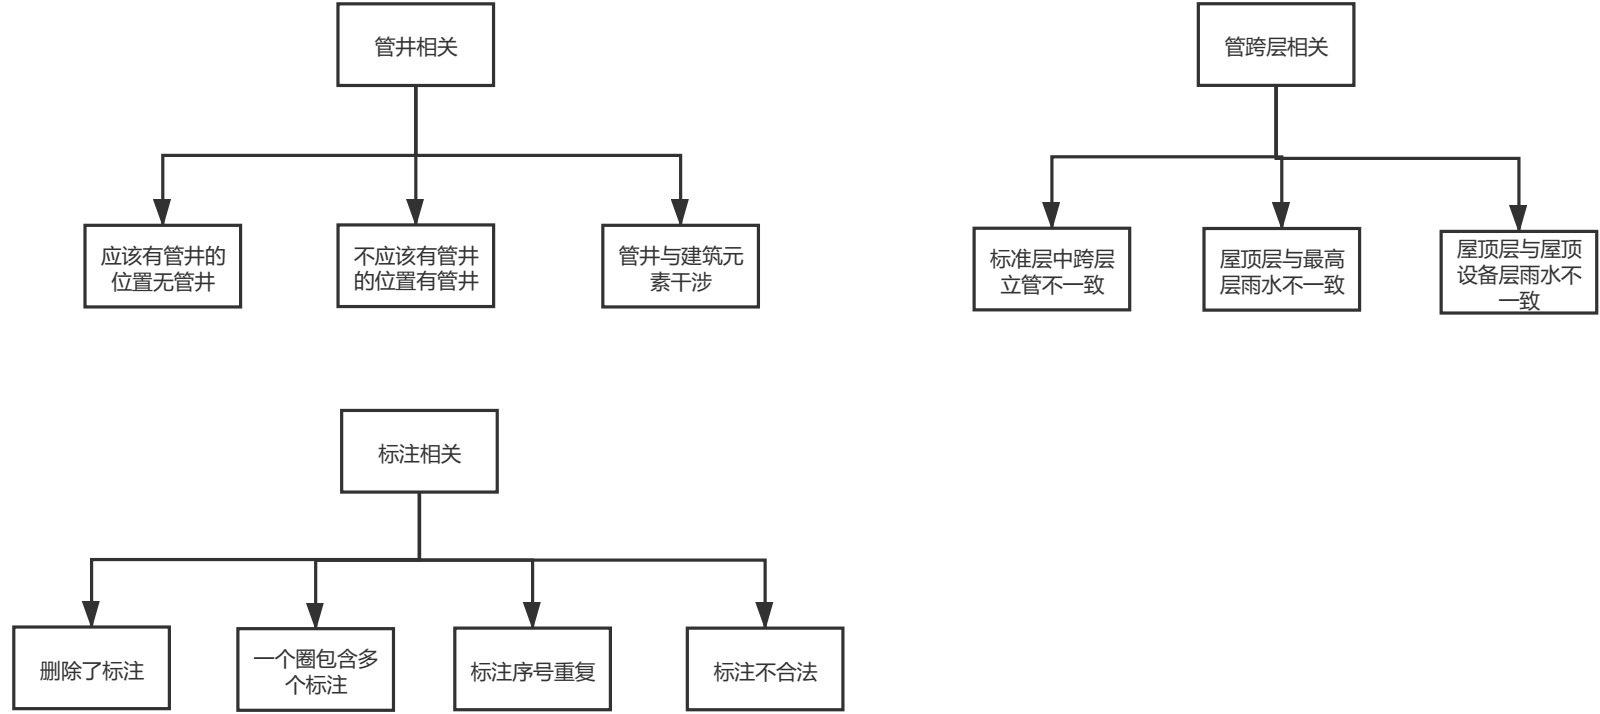 管井相关
应该有管井的
位置无管井
不应该有管井
的位置有管井
管井与建筑元
素干涉
管跨层相关
标准层中跨层
立管不一致
屋顶层与最高
层雨水不一致
屋顶层与屋顶
设备层雨水不
一致
标注相关
删除了标注
一个圈包含多
个标注
标注序号重复
标注不合法